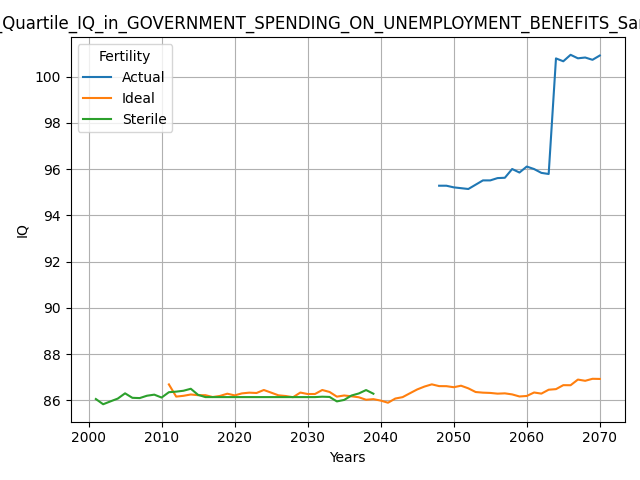 _Quartile_IQ_in_GOVERNMENT_SPENDING_ON_UNEMPLOYMENT_BENEFITS_Sa
Fertility
Actual
Ideal
Sterile
IQ
100
98
96
94
92
90
88
86
2000
2010
2020
2030
2040
2050
2060
2070
Years